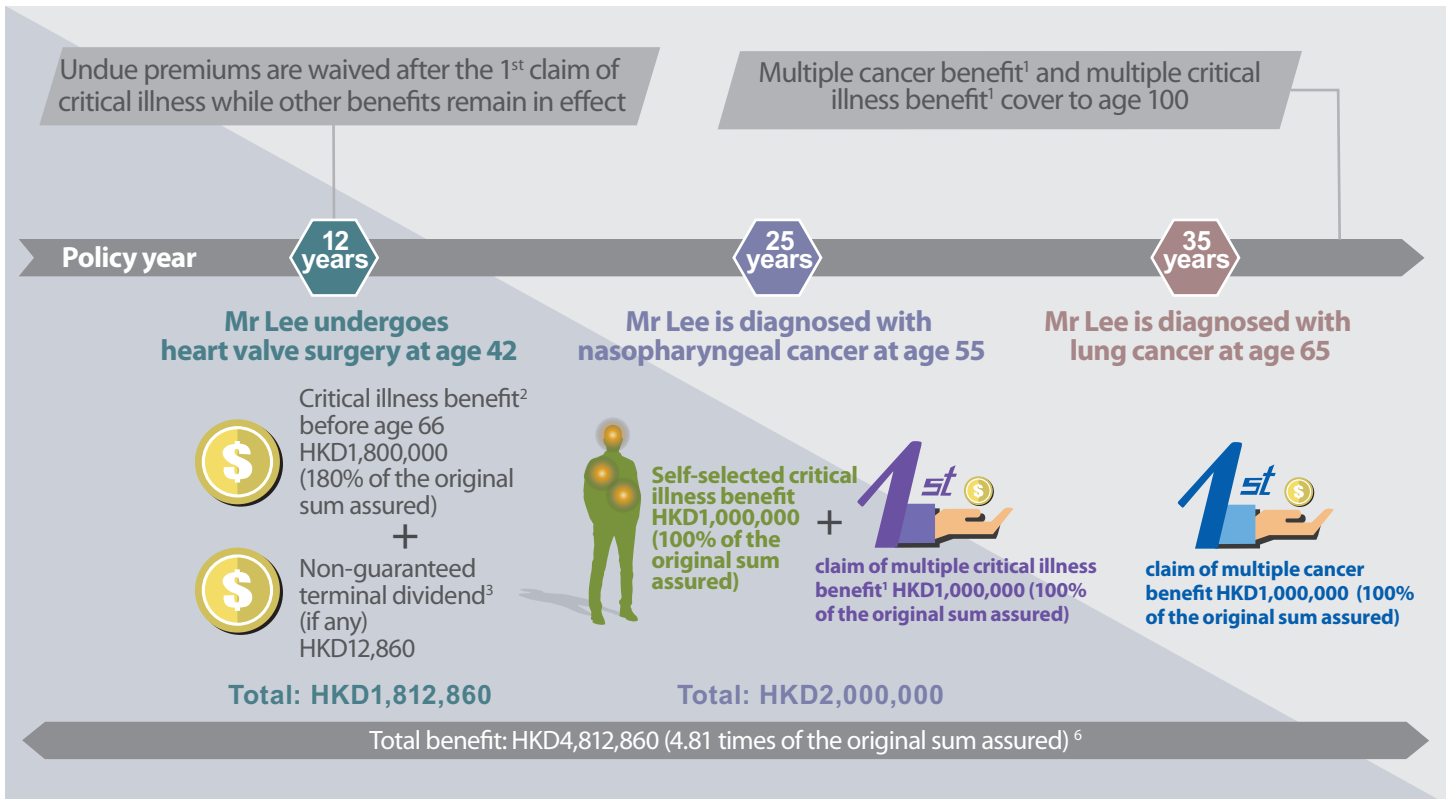 Undue premiums are waived after the 1st claim of
critical illness while other benefits remain in effect
Multiple cancer benefit1 and multiple critical
illness benefit1 cover to age 100
Policy year
12
years
25
years
35
years
Mr Lee undergoes
heart valve surgery at age 42
Mr Lee is diagnosed with
nasopharyngeal cancer at age 55
Mr Lee is diagnosed with
lung cancer at age 65
$
Critical illness benefit2
before age 66
HKD1,800,000
(180% of the original
sum assured)
+
$
Non-guaranteed
terminal dividend3
(if any)
HKD12,860
Total: HKD1,812,860
Self-selected critical
illness benefit
HKD1,000,000
(100% of the
original sum
assured)
+
1st
$
claim of multiple critical illness
benefit1 HKD1,000,000 (100%
of the original sum assured)
Total: HKD2,000,000
1st
$
claim of multiple cancer
benefit HKD1,000,000 (100%
of the original sum assured)
Total benefit: HKD4,812,860 (4.81 times of the original sum assured) 6